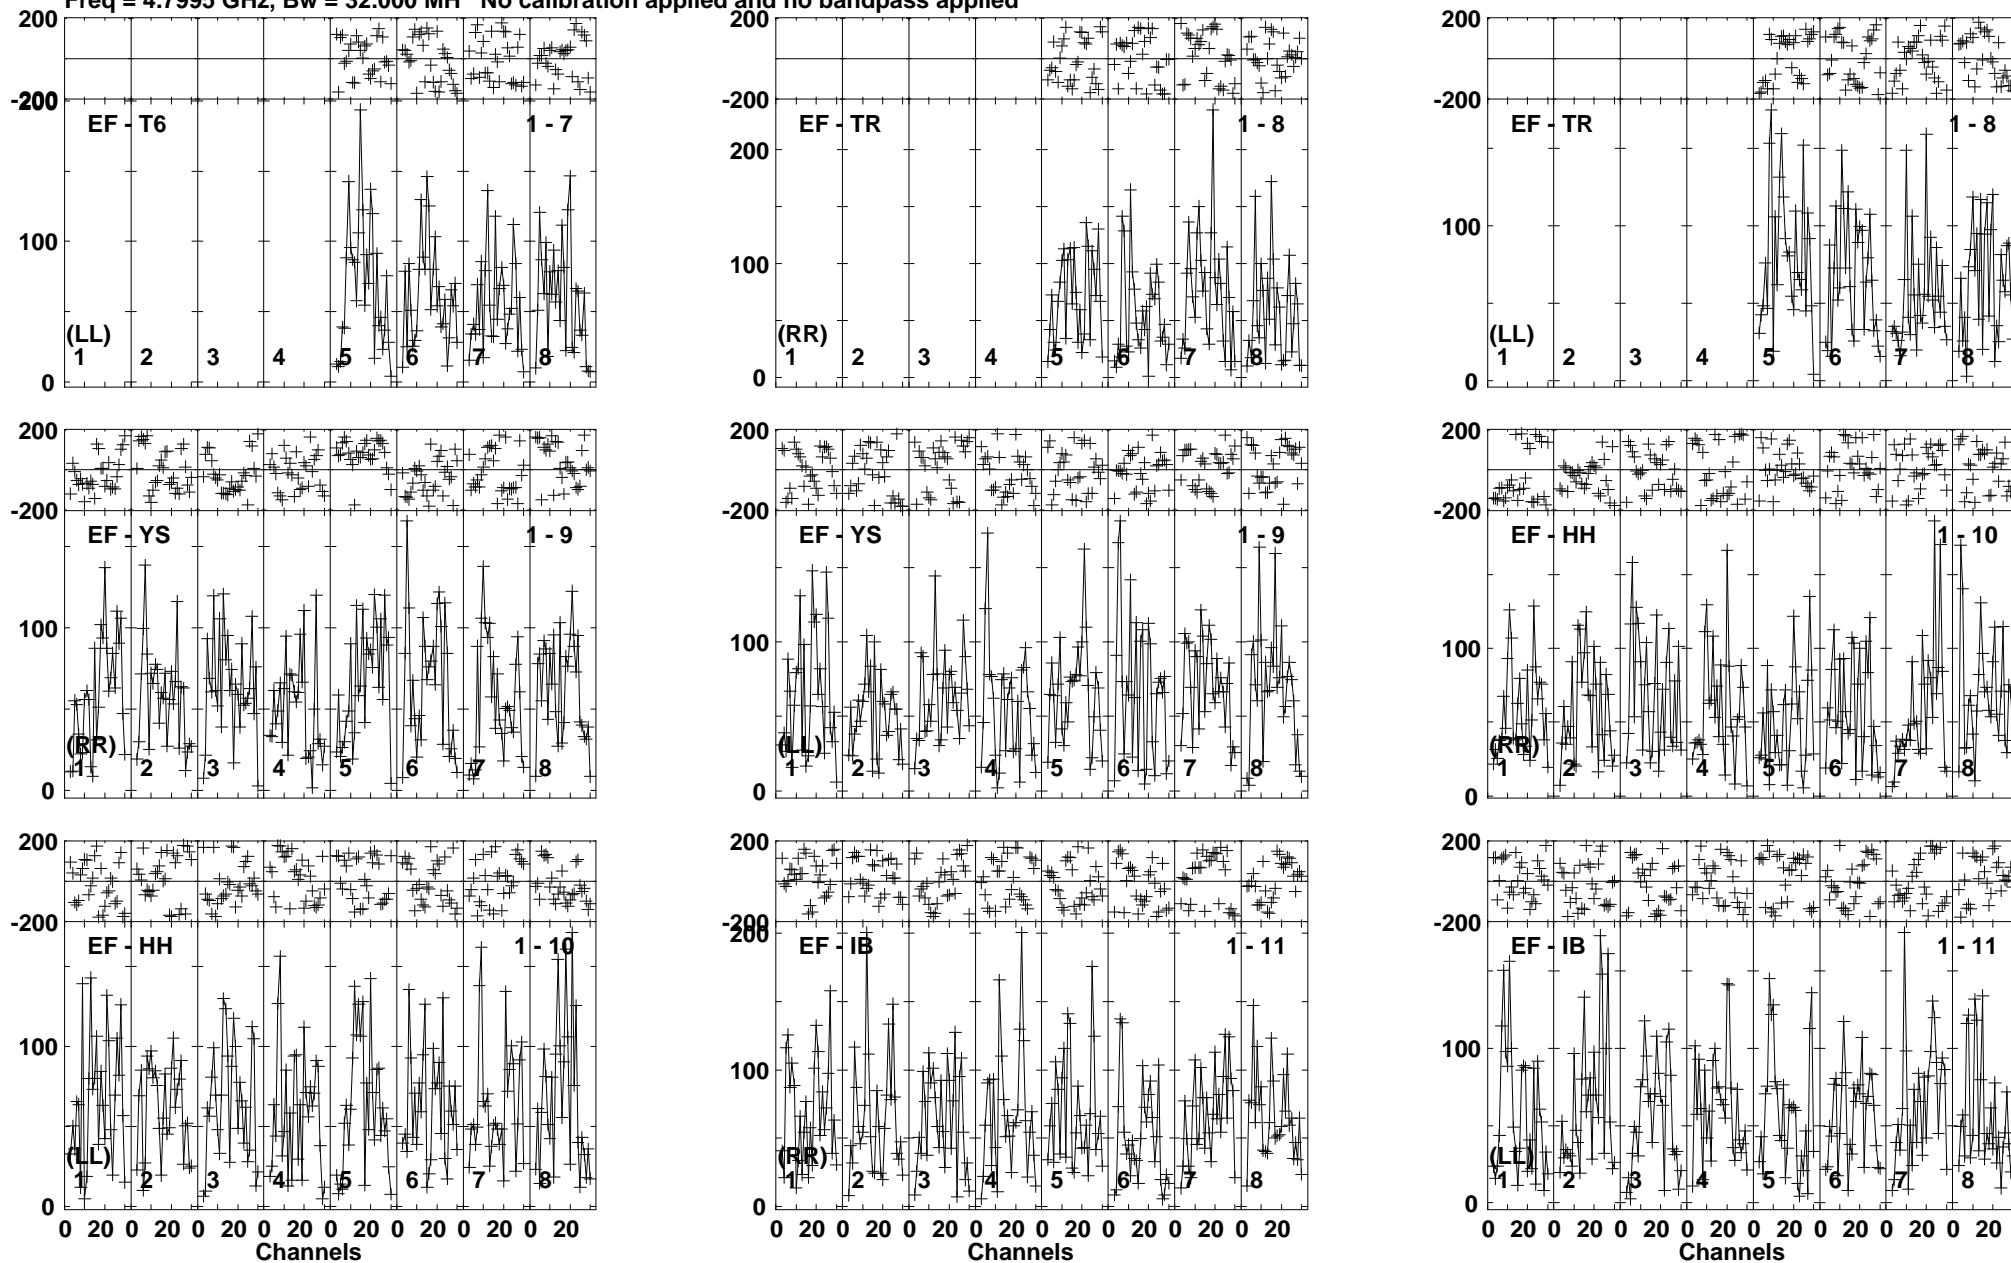 Freq = 4.7995 GHz, Bw = 32.000 MH No calibration applied and no bandpass applied
200 200 200
-200 -200 -200
EF - T6 1 - 7 EF - TR 1 - 8 EF - TR 1 - 8
200 200
100 100 100
(LL) (RR) (LL)
1 2 3 4 5 6 7 8 1 2 3 4 5 6 7 8 1 2 3 4 5 6 7 8
0 0 0
200 200 200
-200 -200 -200
EF - YS 1 - 9 EF - YS 1 - 9 EF - HH 1 - 10
100 100 100
(RR) (LL) (RR)
1 2 3 4 5 6 7 8 1 2 3 4 5 6 7 8 1 2 3 4 5 6 7 8
0 0 0
200 200 200
-200 -200 -200
200
EF - HH 1 - 10 EF - IB 1 - 11 EF - IB 1 - 11
100 100 100
(LL) (RR) (LL)
1 2 3 4 5 6 7 8 1 2 3 4 5 6 7 8 1 2 3 4 5 6 7 8
0 0 0
0 20 0 20 0 20 0 20 0 20 0 20 0 20 0 20 0 20 0 20 0 20 0 20 0 20 0 20 0 20 0 20 0 20 0 20 0 20 0 20 0 20 0 20 0 20 0 20
Channels Channels Channels